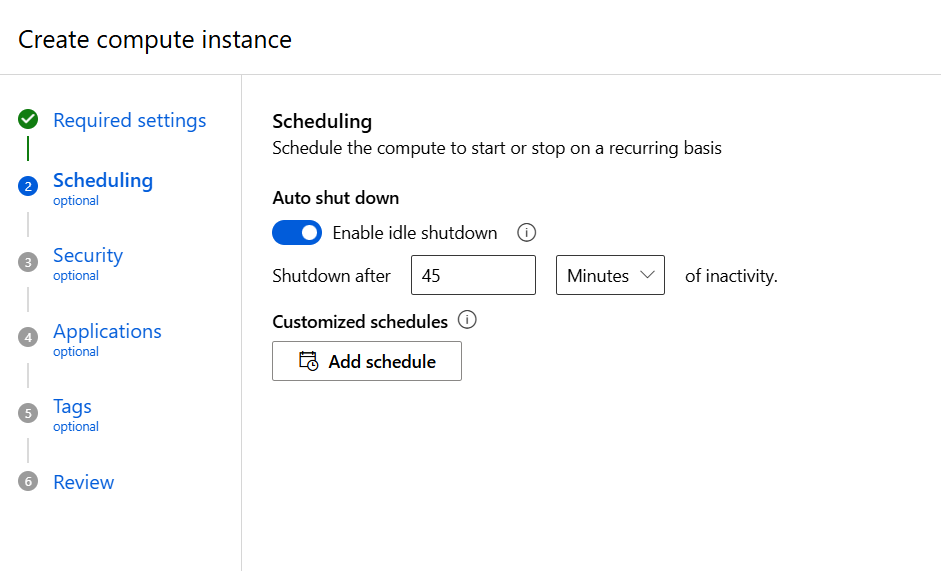 Create compute instance
Required settings
2 Scheduling
optional
3 Security
optional
4 Applications
optional
5 Tags
optional
6 Review
Scheduling
Schedule the compute to start or stop on a recurring basis
Auto shut down
Enable idle shutdown
Shutdown after 45 Minutes of inactivity.
Customized schedules
Add schedule